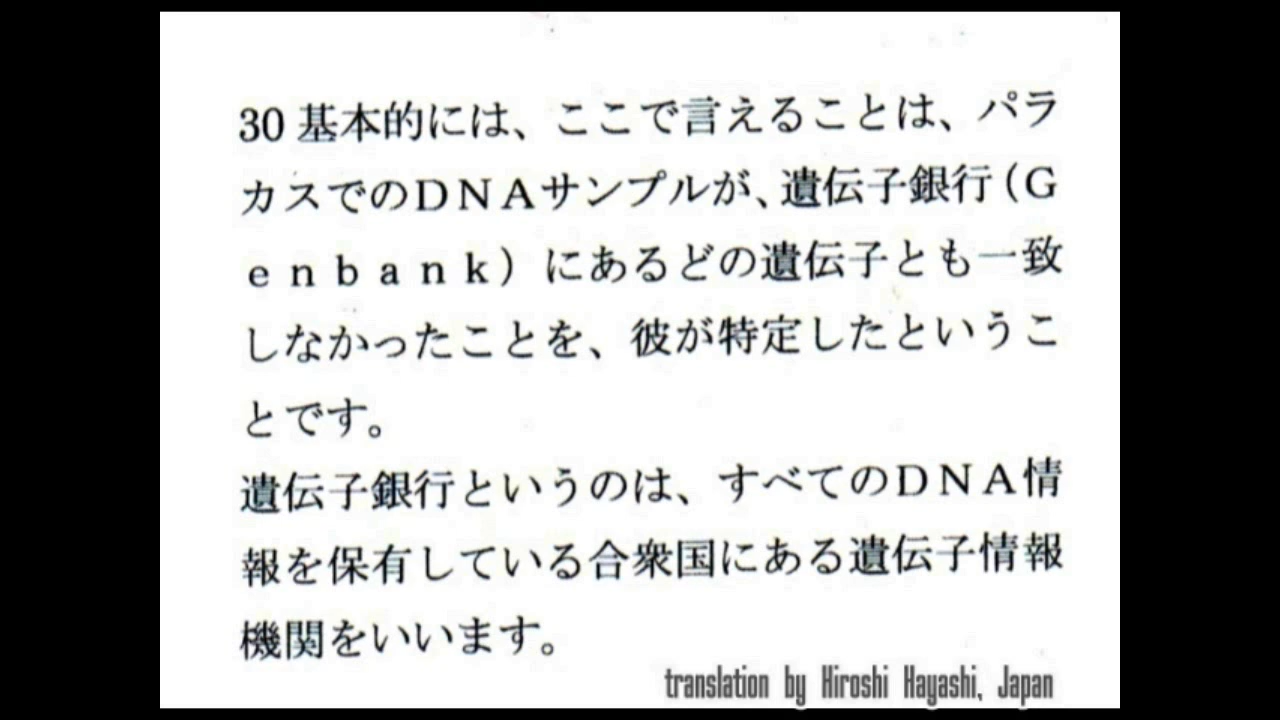 30 基本的には、ここで言えることは、パラ
カスでのＤＮＡサンプルが、遺伝子銀行（Ｇ
ｅｎｂａｎｋ）にあるどの遺伝子とも一致
しなかったことを、彼が特定したというこ
とです。
遺伝子銀行というのは、すべてのＤＮＡ情
報を保有している合衆国にある遺伝子情報
機関をいいます。
translation by Hiroshi Hayashi, Japan